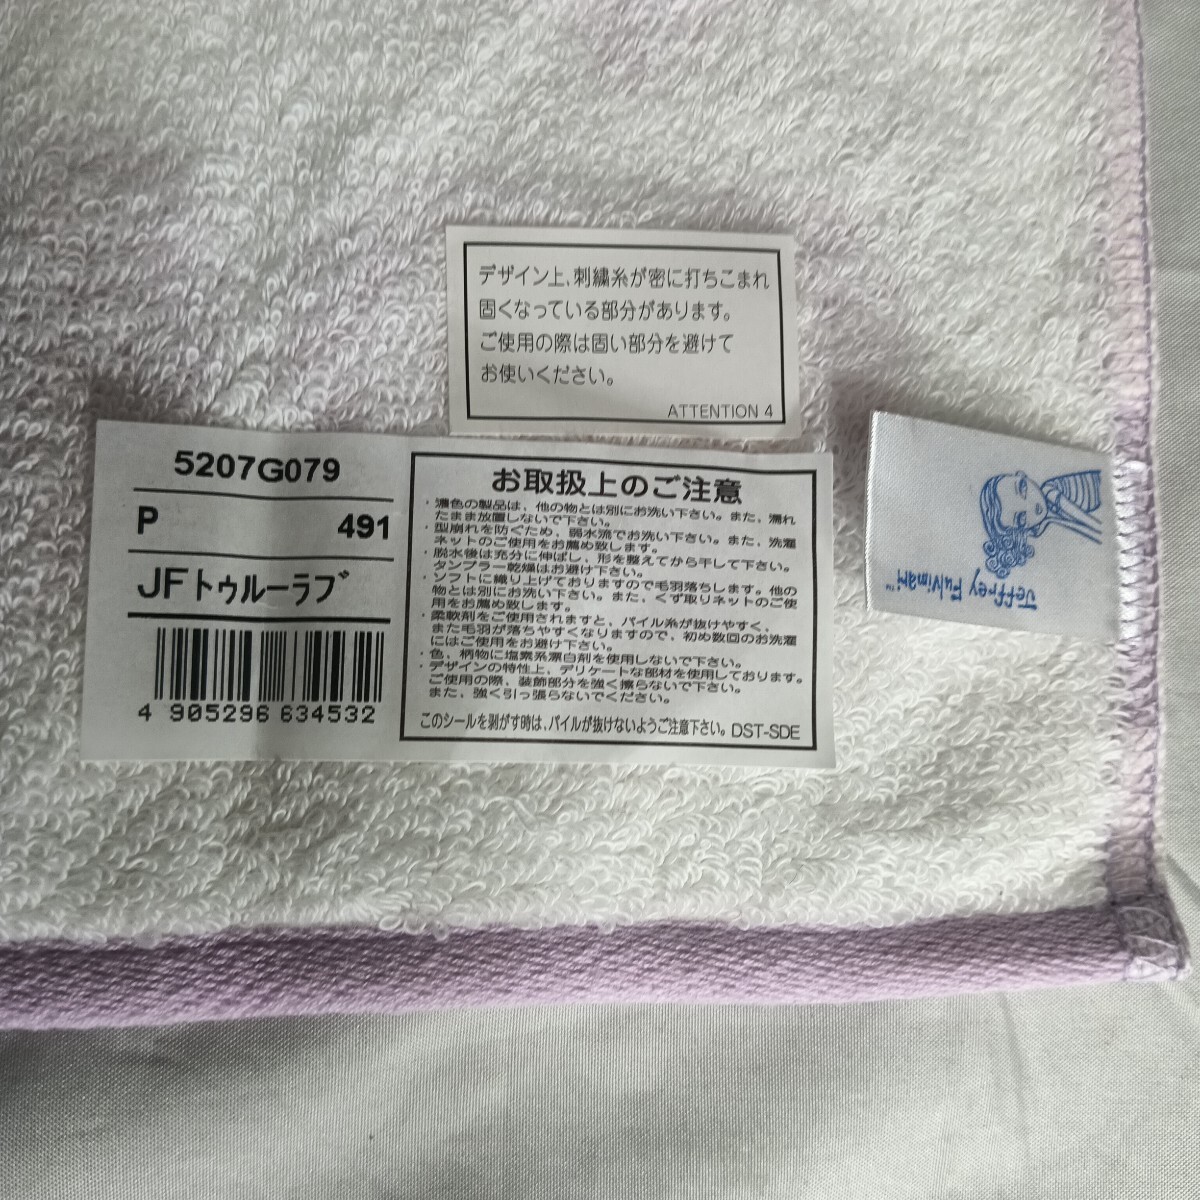 デザイン上、刺繍糸が密に打ちこまれ
固くなっている部分があります。
ご使用の際は固い部分を避けて
お使いください。
ATTENTION 4
5207G079
P 491
JFトゥルーラブ
4 905296 634532
お取扱上のご注意
・濃色の製品は、他の物とは別にお洗い下さい。また、濡れ
たまま放置しないで下さい。
・型崩れを防ぐため、弱水流でお洗い下さい。また、洗濯
ネットのご使用をお薦め致します。
・脱水後は充分に伸ばし、形を整えてから干して下さい。
タンブラー乾燥はお避け下さい。
・ソフトに織り上げておりますので毛羽落ちします。他の
物とは別にお洗い下さい。また、くず取りネットのご使
用をお薦め致します。
・柔軟剤をご使用されますと、パイル糸が抜けやすく、
また毛羽が落ちやすくなりますので、初め数回のお洗濯
にはご使用をお避け下さい。
・色、柄物に塩素系漂白剤を使用しないで下さい。
・デザインの特性上、デリケートな部材を使用しております。
ご使用の際、装飾部分を強く擦らないで下さい。
また、強く引っ張らないでください。
このシールを剥がす時は、パイルが抜けないようご注意下さい。DST-SDE
Jeffrey
Fulvimari™